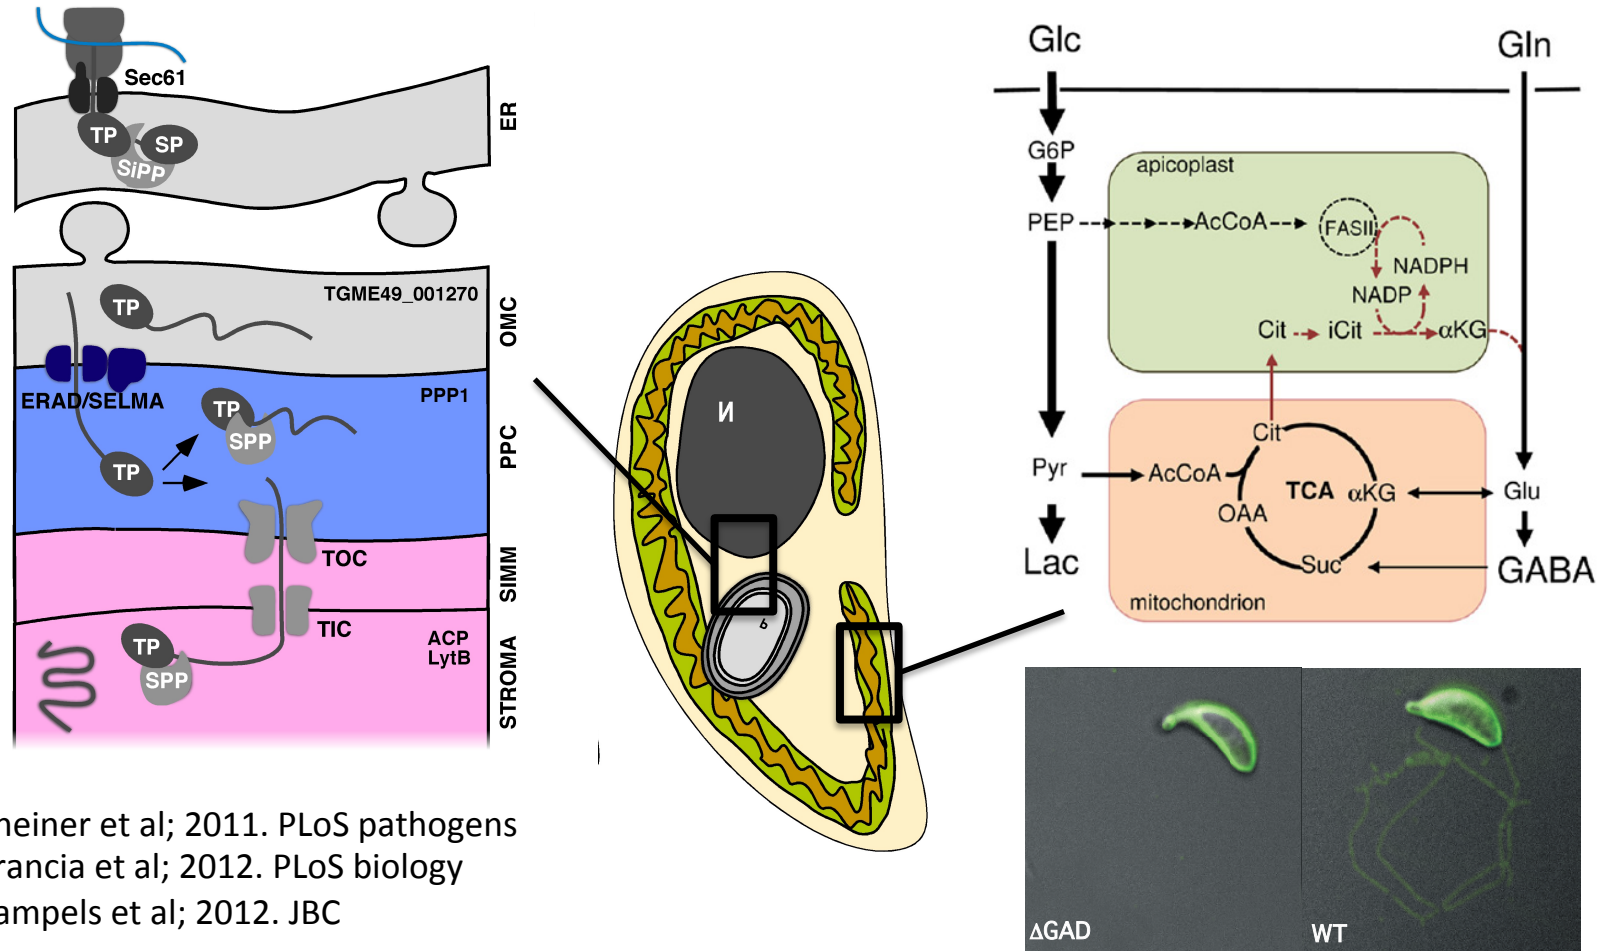 Sec61
TP
SP
SiPP
ER
TP
TGME49_001270
OMC
ERAD/SELMA
PPP1
TP
SPP
TP
PPC
TOC
SIMM
TIC
ACP
LytB
TP
SPP
STROMA
Glc
Gln
G6P
apicoplast
PEP
AcCoA
FASII
NADPH
NADP
Cit
iCit
αKG
Cit
Pyr
AcCoA
TCA
αKG
Glu
OAA
Suc
Lac
GABA
mitochondrion
ΔGAD
WT
heiner et al; 2011. PLoS pathogens
rancia et al; 2012. PLoS biology
ampels et al; 2012. JBC